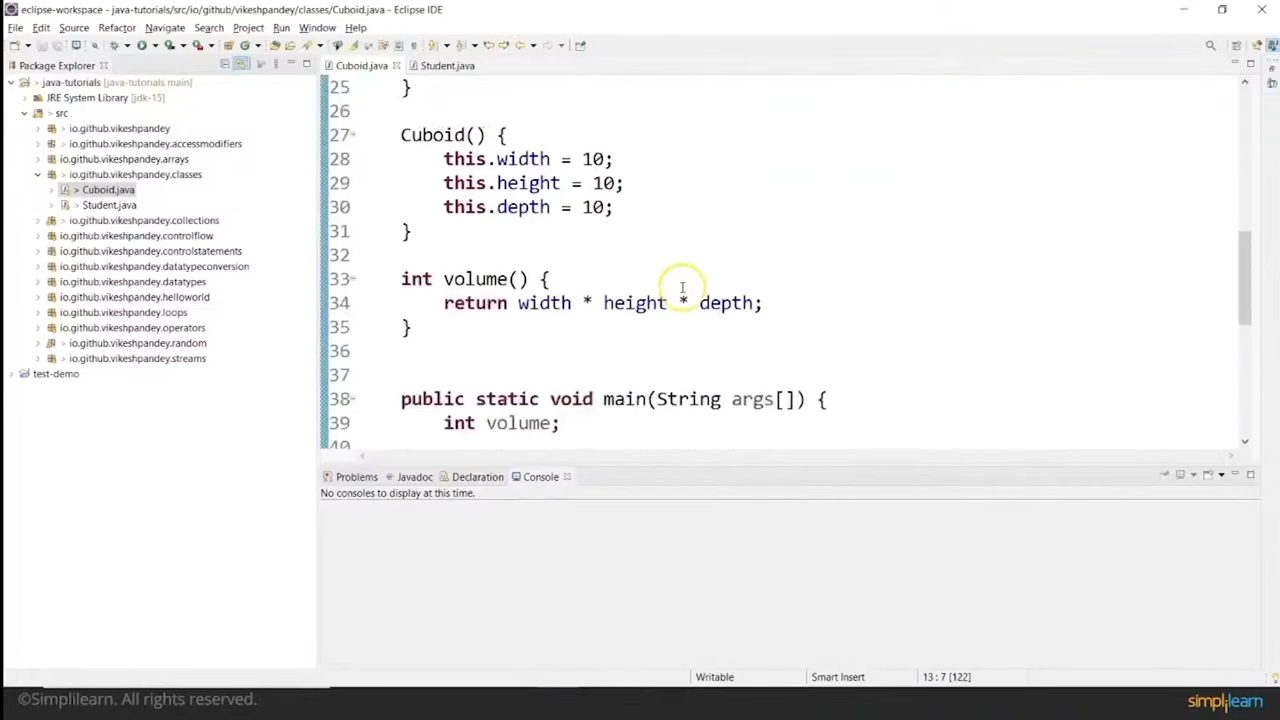 eclipse-workspace - java-tutorials/src/io/github/vikeshpandey/classes/Cuboid.java - Eclipse IDE
File Edit Source Refactor Navigate Search Project Run Window Help
Package Explorer
Cuboid.java
Student.java
> java-tutorials [java-tutorials main]
JRE System Library [jdk-15]
> src
> io.github.vikeshpandey
> io.github.vikeshpandey.accessmodifiers
io.github.vikeshpandey.arrays
> io.github.vikeshpandey.classes
> Cuboid.java
> Student.java
> io.github.vikeshpandey.collections
io.github.vikeshpandey.controlflow
io.github.vikeshpandey.controlstatements
io.github.vikeshpandey.datatypeconversion
io.github.vikeshpandey.datatypes
io.github.vikeshpandey.helloworld
io.github.vikeshpandey.loops
io.github.vikeshpandey.operators
> io.github.vikeshpandey.random
> io.github.vikeshpandey.streams
test-demo
25 }
26
27 Cuboid() {
28 this.width = 10;
29 this.height = 10;
30 this.depth = 10;
31 }
32
33 int volume() {
34 return width * height * depth;
35 }
36
37
38 public static void main(String args[]) {
39 int volume;
40
Problems Javadoc Declaration Console
No consoles to display at this time.
Writable Smart Insert 13 : 7 [122]
©Simplilearn. All rights reserved.
simplilearn